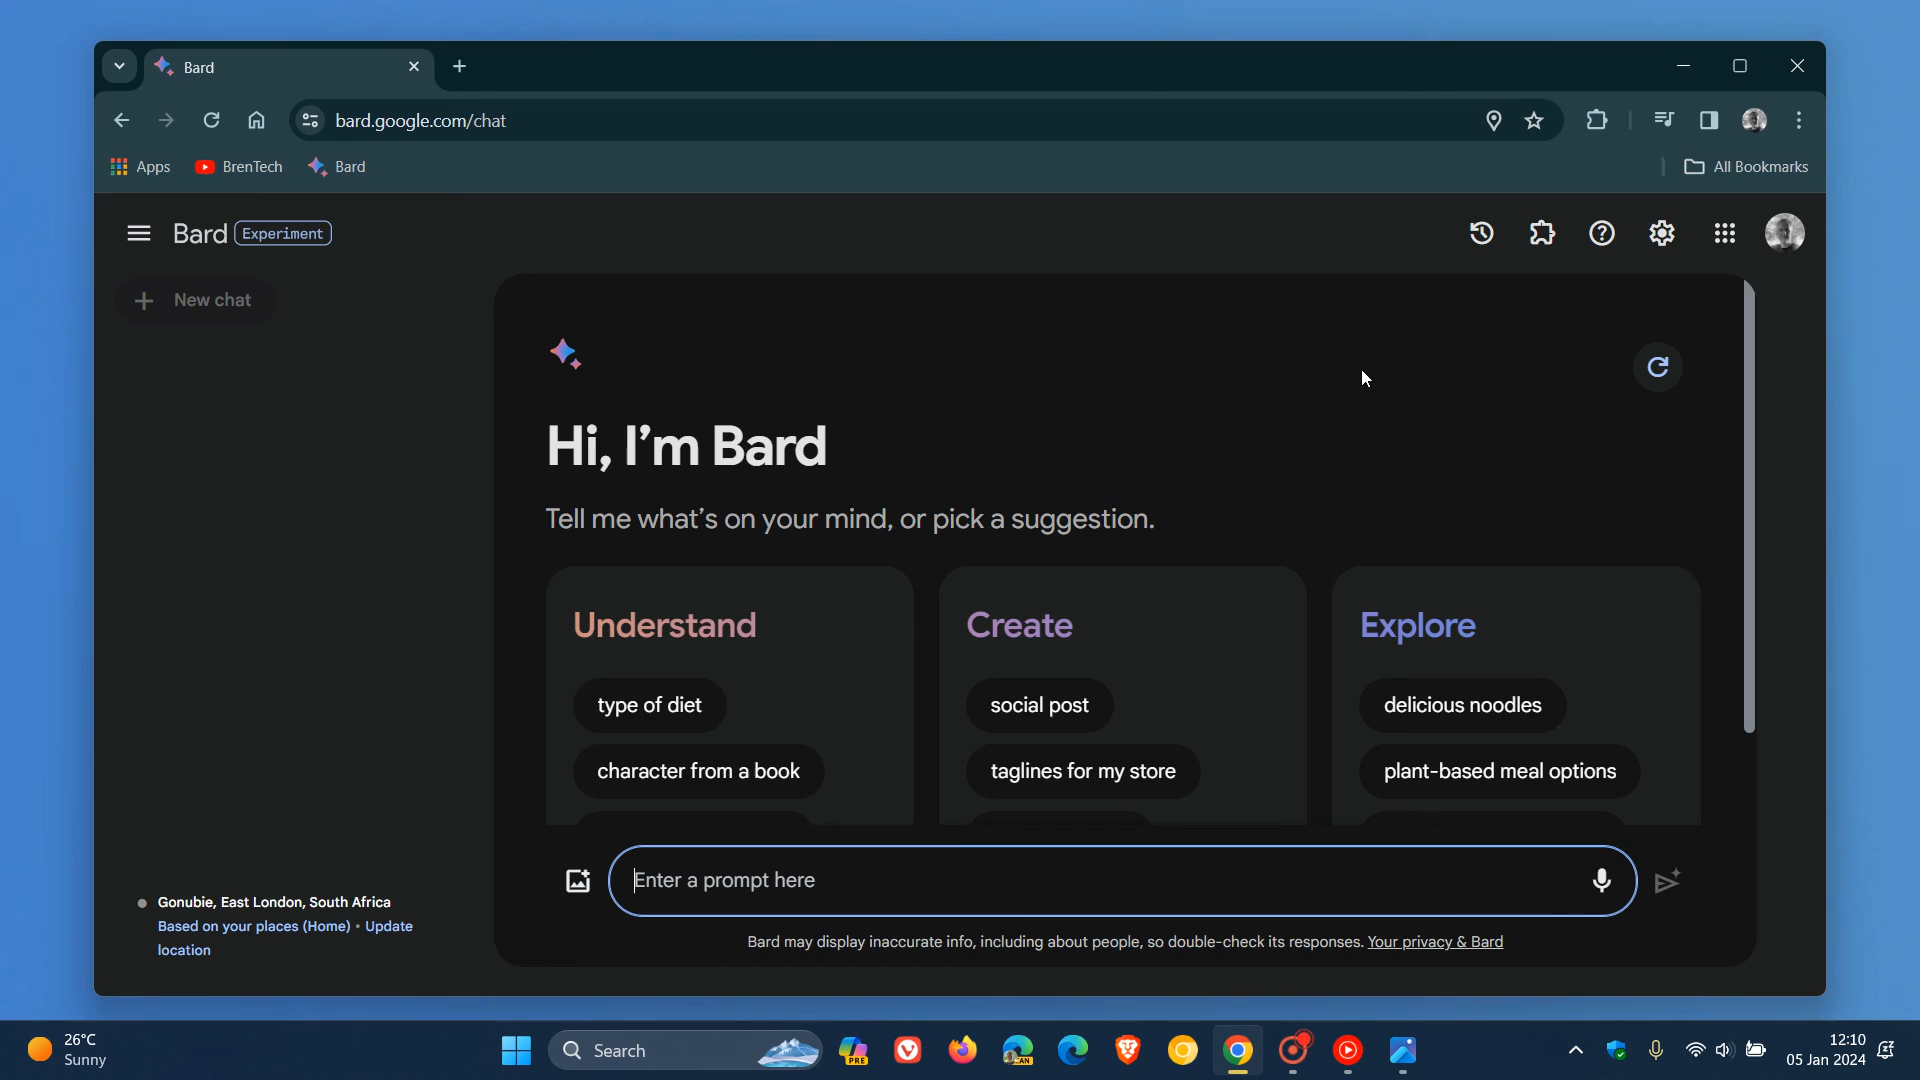 Bard
bard.google.com/chat
Apps
BrenTech
Bard
All Bookmarks
Bard Experiment
New chat
Hi, I'm Bard
Tell me what's on your mind, or pick a suggestion.
Understand
type of diet
character from a book
Create
social post
taglines for my store
Explore
delicious noodles
plant-based meal options
Enter a prompt here
Bard may display inaccurate info, including about people, so double-check its responses. Your privacy & Bard
Gonubie, East London, South Africa
Based on your places (Home) • Update
location
26°C
Sunny
Search
PRE
CAN
12:10
05 Jan 2024